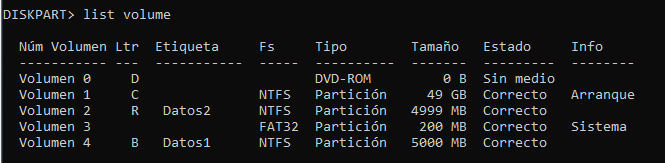 DISKPART> list volume
Núm Volumen Ltr Etiqueta Fs Tipo Tamaño Estado Info
----------- --- ----------- ----- ---------- ------- --------- --------
Volumen 0 D DVD-ROM 0 B Sin medio
Volumen 1 C NTFS Partición 49 GB Correcto Arranque
Volumen 2 R Datos2 NTFS Partición 4999 MB Correcto
Volumen 3 FAT32 Partición 200 MB Correcto Sistema
Volumen 4 B Datos1 NTFS Partición 5000 MB Correcto